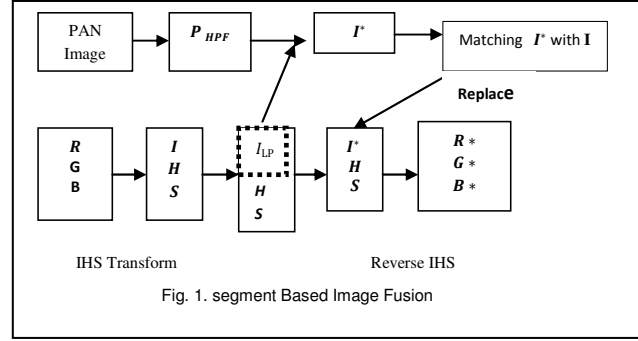 PAN
Image
P HPF
I*
Matching I* with I
Replace
R
G
B
I
H
S
I LP
H
S
I*
H
S
R *
G *
B *
IHS Transform
Reverse IHS
Fig. 1. segment Based Image Fusion